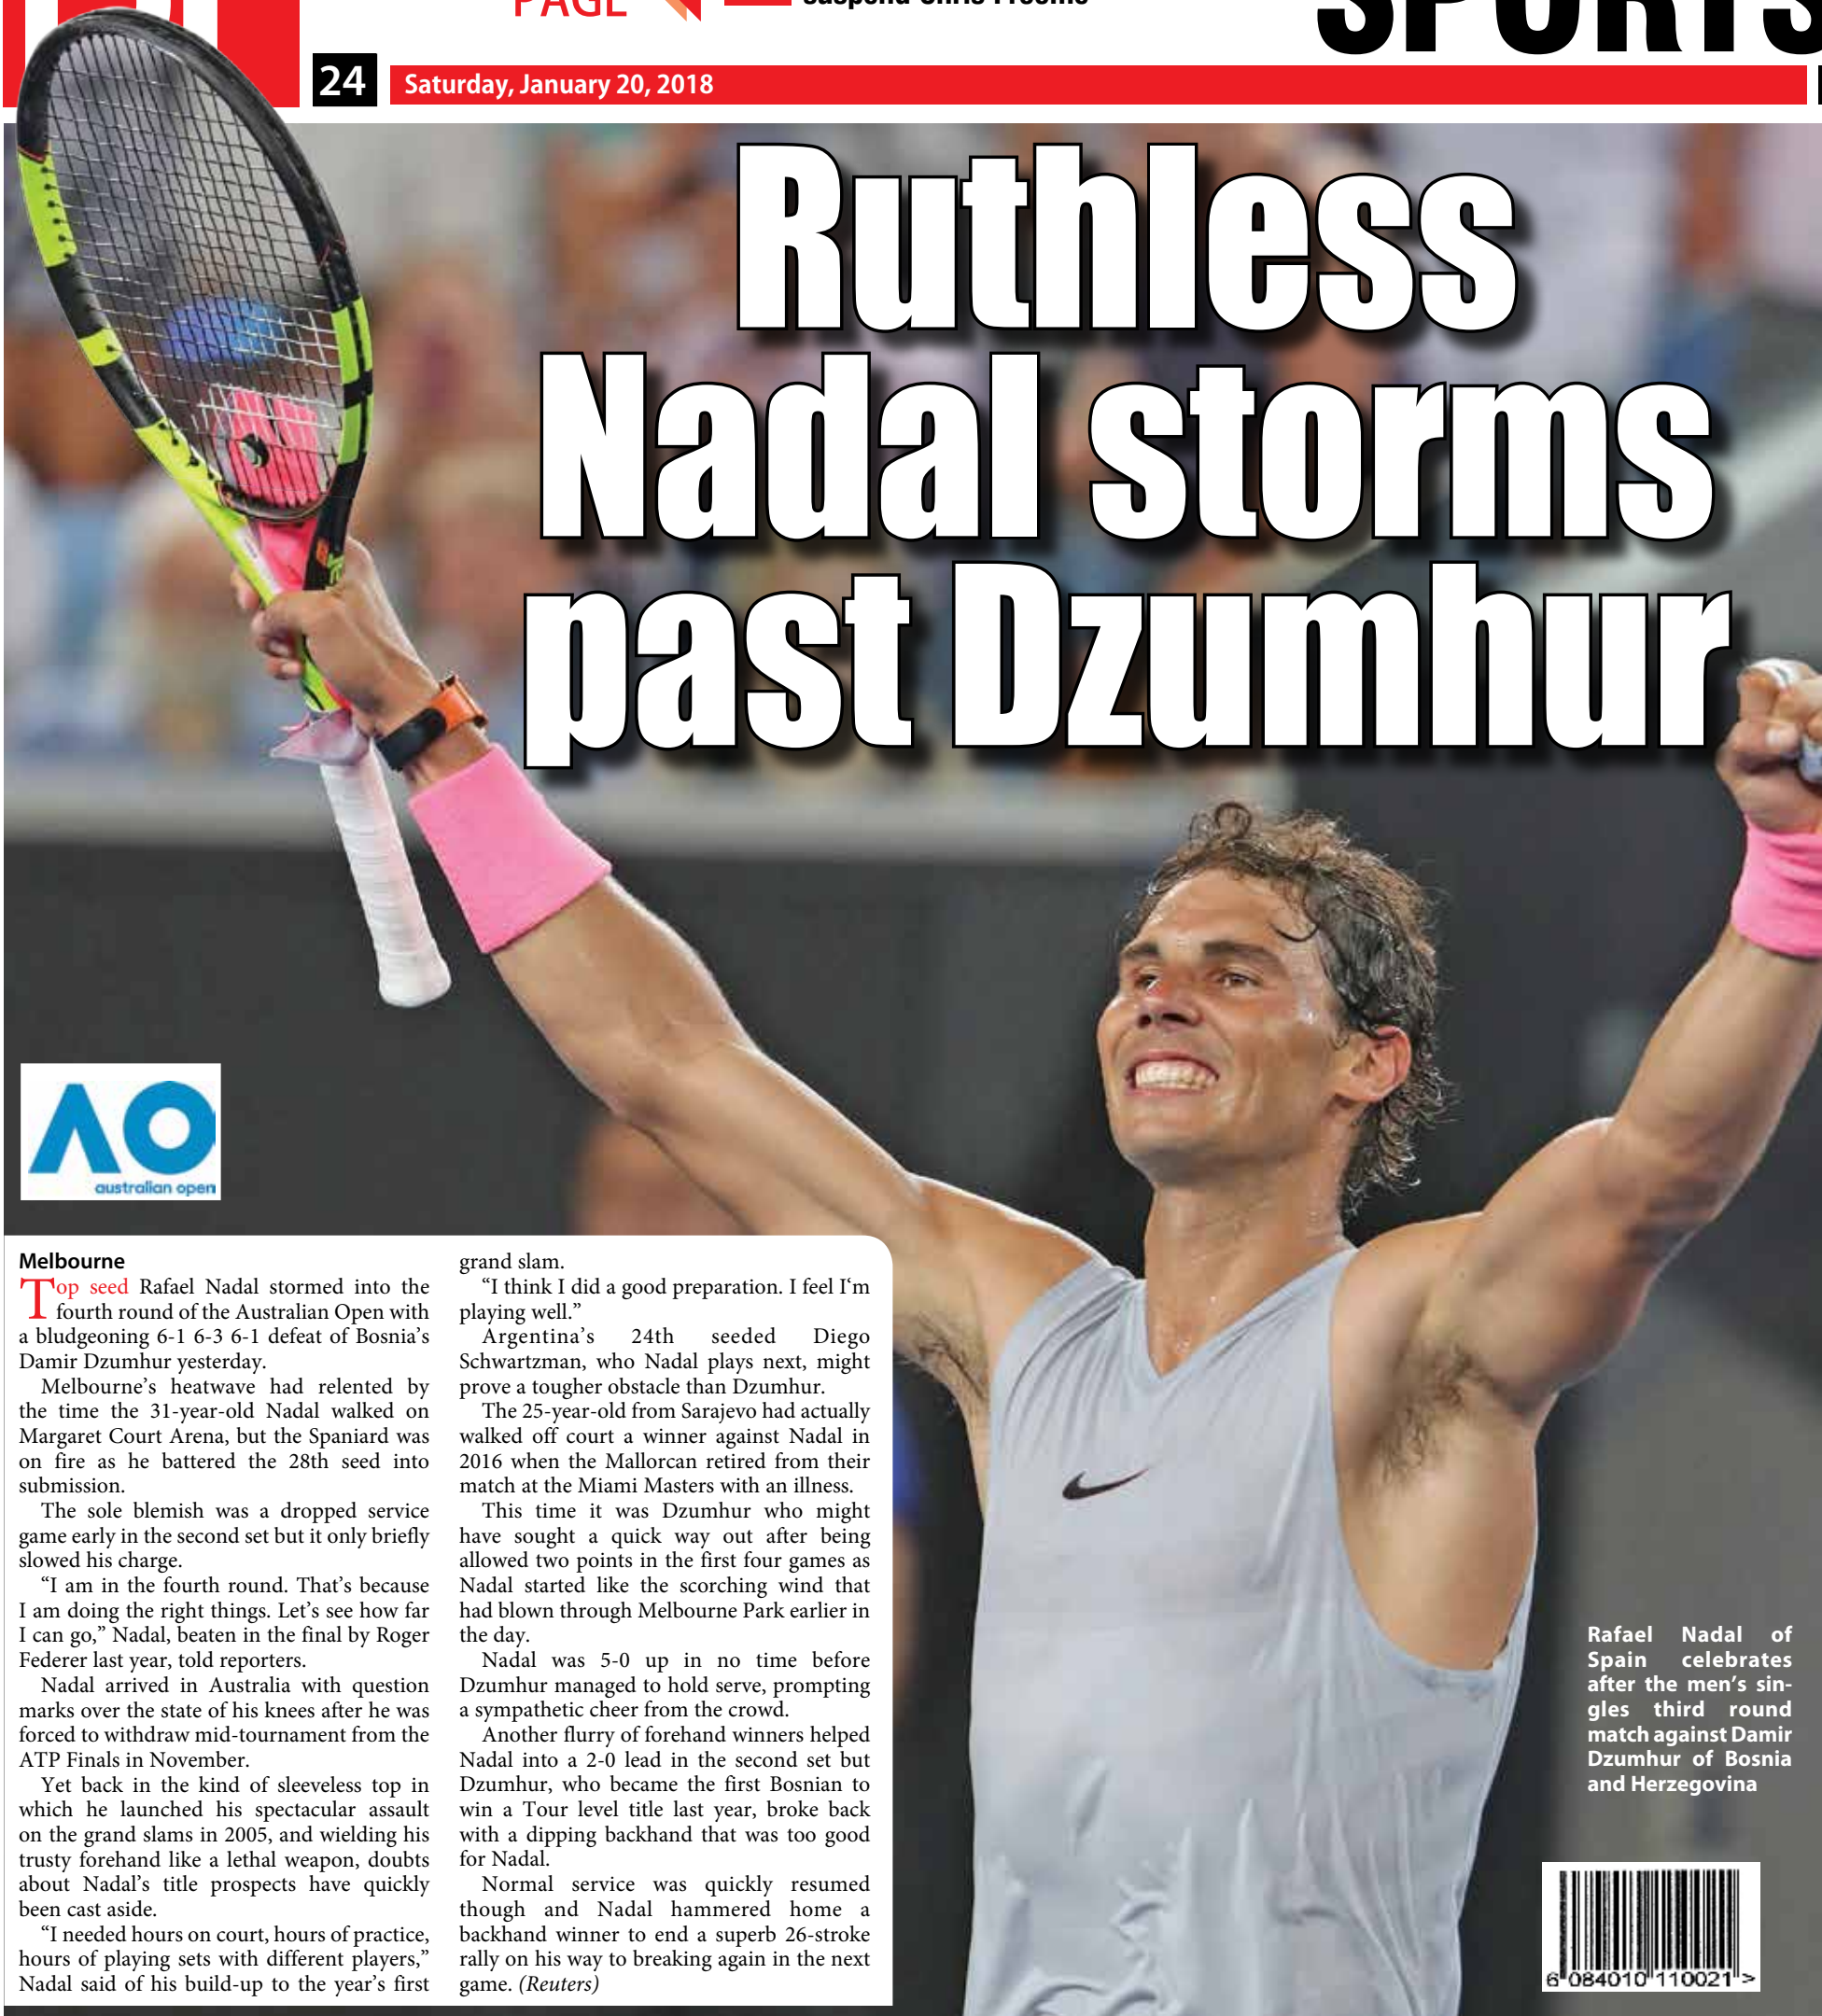 PAGE
suspend Chris Froome
SPORTS
24
Saturday, January 20, 2018
Ruthless
Nadal storms
past Dzumhur
AO
australian open
Melbourne
Top seed Rafael Nadal stormed into the
fourth round of the Australian Open with
a bludgeoning 6-1 6-3 6-1 defeat of Bosnia’s
Damir Dzumhur yesterday.
Melbourne’s heatwave had relented by
the time the 31-year-old Nadal walked on
Margaret Court Arena, but the Spaniard was
on fire as he battered the 28th seed into
submission.
The sole blemish was a dropped service
game early in the second set but it only briefly
slowed his charge.
“I am in the fourth round. That’s because
I am doing the right things. Let’s see how far
I can go,” Nadal, beaten in the final by Roger
Federer last year, told reporters.
Nadal arrived in Australia with question
marks over the state of his knees after he was
forced to withdraw mid-tournament from the
ATP Finals in November.
Yet back in the kind of sleeveless top in
which he launched his spectacular assault
on the grand slams in 2005, and wielding his
trusty forehand like a lethal weapon, doubts
about Nadal’s title prospects have quickly
been cast aside.
“I needed hours on court, hours of practice,
hours of playing sets with different players,”
Nadal said of his build-up to the year’s first
grand slam.
“I think I did a good preparation. I feel I‘m
playing well.”
Argentina’s 24th seeded Diego
Schwartzman, who Nadal plays next, might
prove a tougher obstacle than Dzumhur.
The 25-year-old from Sarajevo had actually
walked off court a winner against Nadal in
2016 when the Mallorcan retired from their
match at the Miami Masters with an illness.
This time it was Dzumhur who might
have sought a quick way out after being
allowed two points in the first four games as
Nadal started like the scorching wind that
had blown through Melbourne Park earlier in
the day.
Nadal was 5-0 up in no time before
Dzumhur managed to hold serve, prompting
a sympathetic cheer from the crowd.
Another flurry of forehand winners helped
Nadal into a 2-0 lead in the second set but
Dzumhur, who became the first Bosnian to
win a Tour level title last year, broke back
with a dipping backhand that was too good
for Nadal.
Normal service was quickly resumed
though and Nadal hammered home a
backhand winner to end a superb 26-stroke
rally on his way to breaking again in the next
game. (Reuters)
Rafael Nadal of
Spain celebrates
after the men’s sin-
gles third round
match against Damir
Dzumhur of Bosnia
and Herzegovina
6 084010 110021 >